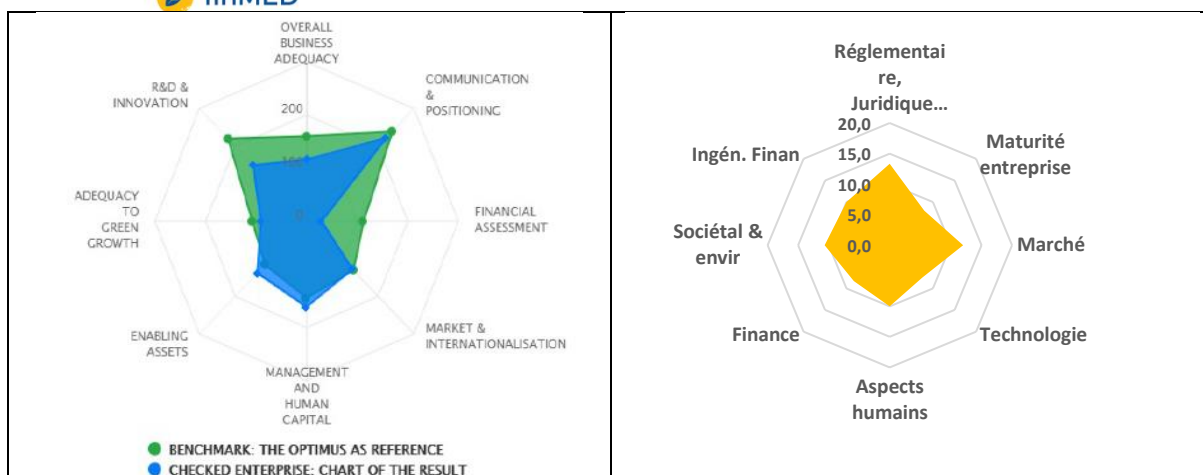 OVERALL
BUSINESS
ADEQUACY
R&D &
INNOVATION
COMMUNICATION
&
POSITIONING
200
100
0
ADEQUACY
TO
GREEN
GROWTH
FINANCIAL
ASSESSMENT
ENABLING
ASSETS
MARKET &
INTERNATIONALISATION
MANAGEMENT
AND
HUMAN
CAPITAL
BENCHMARK: THE OPTIMUS AS REFERENCE
CHECKED ENTERPRISE: CHART OF THE RESULT
Réglementai
re,
Juridique…
20,0
15,0
10,0
5,0
0,0
Ingén. Finan
Maturité
entreprise
Sociétal &
envir
Marché
Finance
Technologie
Aspects
humains